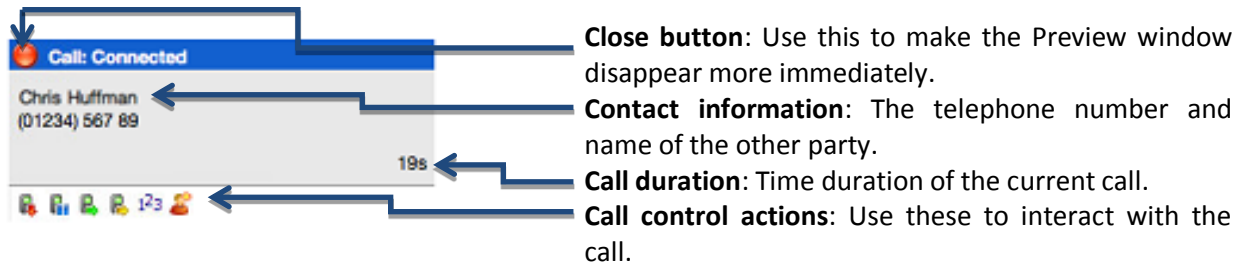 Call: Connected
Chris Huffman
(01234) 567 89
19s
123
Close button: Use this to make the Preview window
disappear more immediately.
Contact information: The telephone number and
name of the other party.
Call duration: Time duration of the current call.
Call control actions: Use these to interact with the
call.